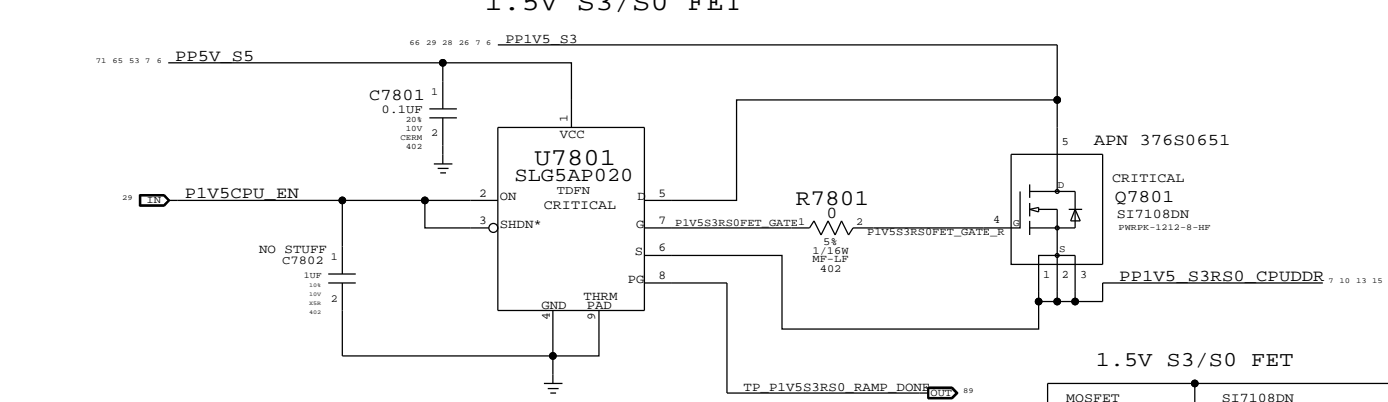 1.5V S3/S0 FET
66 29 28 26 7 6 PP1V5_S3
71 65 53 7 6 PP5V_S5
C7801 1
0.1UF
20%
10V
CERM
402
2
1
VCC
U7801
SLG5AP020
TDFN
CRITICAL
29 IN P1V5CPU_EN
2 ON
3 SHDN*
D 5
G 7
S 6
PG 8
GND
4
THRM
PAD
9
NO STUFF
C7802 1
1UF
10%
10V
X5R
402
2
P1V5S3RS0FET_GATE
R7801
1 0 2
5%
1/16W
MF-LF
402
P1V5S3RS0FET_GATE_R
5 APN 376S0651
CRITICAL
Q7801
SI7108DN
PWRPK-1212-8-HF
D
4 G
S
1 2 3
PP1V5_S3RS0_CPUDDR 7 10 13 15
TP_P1V5S3RS0_RAMP_DONE OUT 89
1.5V S3/S0 FET
MOSFET SI7108DN